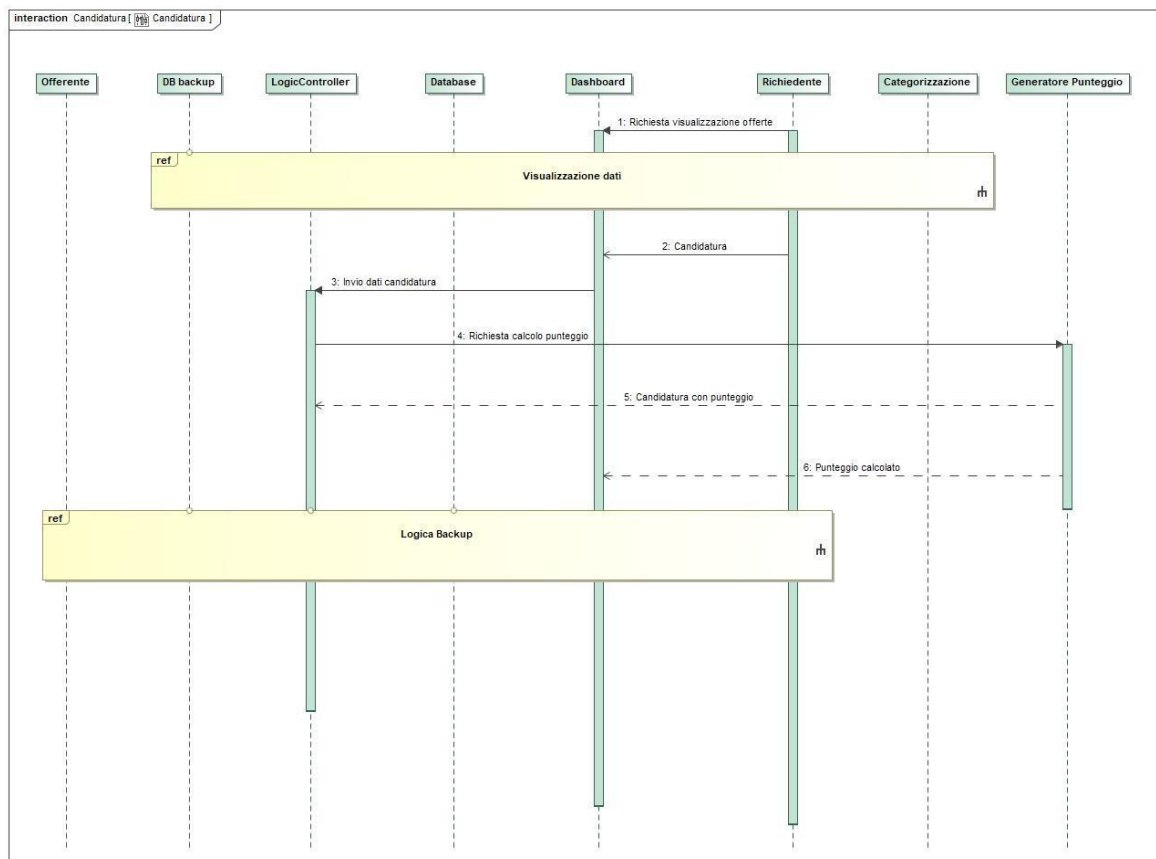 interaction Candidatura [ Candidatura ]
Offerente
DB backup
LogicController
Database
Dashboard
Richiedente
Categorizzazione
Generatore Punteggio
1: Richiesta visualizzazione offerte
ref
Visualizzazione dati
2: Candidatura
3: Invio dati candidatura
4: Richiesta calcolo punteggio
5: Candidatura con punteggio
6: Punteggio calcolato
ref
Logica Backup